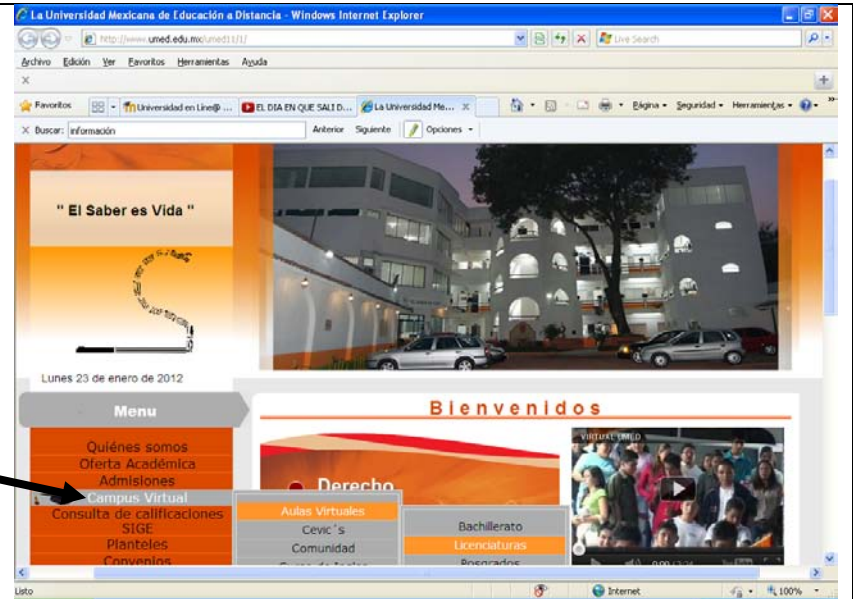 La Universidad Mexicana de Educación a Distancia - Windows Internet Explorer
http://www.umed.edu.mx/umed11/1/
Live Search
Archivo Edición Ver Favoritos Herramientas Ayuda
Favoritos Universidad en Line@ ... EL DIA EN QUE SALI D... La Universidad Me... Página Seguridad Herramientas
Buscar: información Anterior Siguiente Opciones
" El Saber es Vida "
Lunes 23 de enero de 2012
Menu
Bienvenidos
Quiénes somos
Oferta Académica
Admisiones
Campus Virtual
Consulta de calificaciones
SIGE
Planteles
Convenios
Derecho
Aulas Virtuales
Cevic´s
Comunidad
Bachillerato
Licenciaturas
Posgrados
VIRTUAL UMED
0:00 / 3:04
Listo Internet 100%